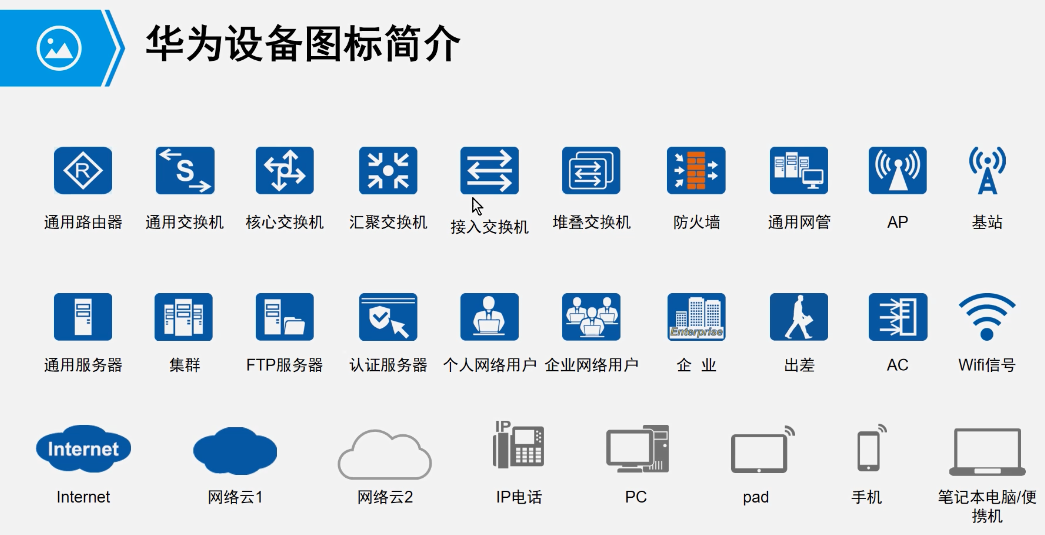 华为设备图标简介
R
S
通用路由器
通用交换机
核心交换机
汇聚交换机
接入交换机
堆叠交换机
防火墙
通用网管
AP
基站
Enterprise
通用服务器
集群
FTP服务器
认证服务器
个人网络用户
企业网络用户
企 业
出差
AC
Wifi信号
Internet
IP
Internet
网络云1
网络云2
IP电话
PC
pad
手机
笔记本电脑/便
携机